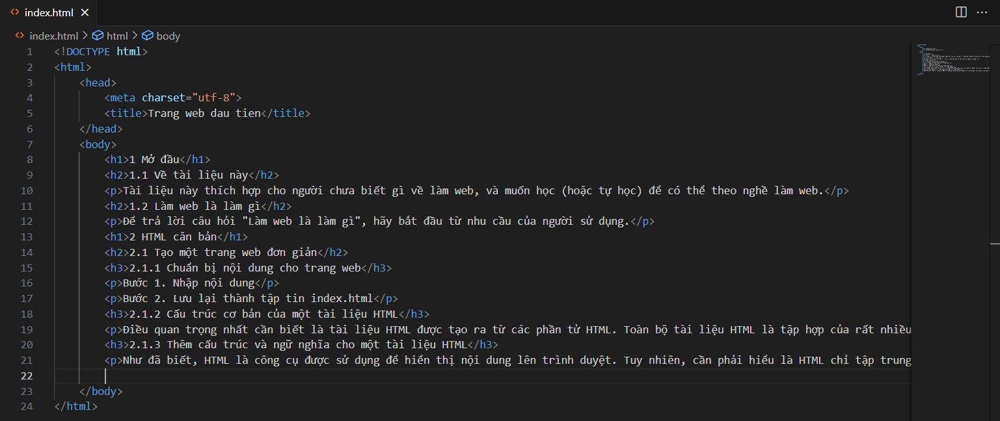 index.html
index.html > html > body
1 <!DOCTYPE html>
2 <html>
3 <head>
4 <meta charset="utf-8">
5 <title>Trang web dau tien</title>
6 </head>
7 <body>
8 <h1>1 Mở đầu</h1>
9 <h2>1.1 Về tài liệu này</h2>
10 <p>Tài liệu này thích hợp cho người chưa biết gì về làm web, và muốn học (hoặc tự học) để có thể theo nghề làm web.</p>
11 <h2>1.2 Làm web là làm gì</h2>
12 <p>Để trả lời câu hỏi "Làm web là làm gì", hãy bắt đầu từ nhu cầu của người sử dụng.</p>
13 <h1>2 HTML căn bản</h1>
14 <h2>2.1 Tạo một trang web đơn giản</h2>
15 <h3>2.1.1 Chuẩn bị nội dung cho trang web</h3>
16 <p>Bước 1. Nhập nội dung</p>
17 <p>Bước 2. Lưu lại thành tập tin index.html</p>
18 <h3>2.1.2 Cấu trúc cơ bản của một tài liệu HTML</h3>
19 <p>Điều quan trọng nhất cần biết là tài liệu HTML được tạo ra từ các phần tử HTML. Toàn bộ tài liệu HTML là tập hợp của rất nhiều
20 <h3>2.1.3 Thêm cấu trúc và ngữ nghĩa cho một tài liệu HTML</h3>
21 <p>Như đã biết, HTML là công cụ được sử dụng để hiển thị nội dung lên trình duyệt. Tuy nhiên, cần phải hiểu là HTML chỉ tập trung
22
23 </body>
24 </html>